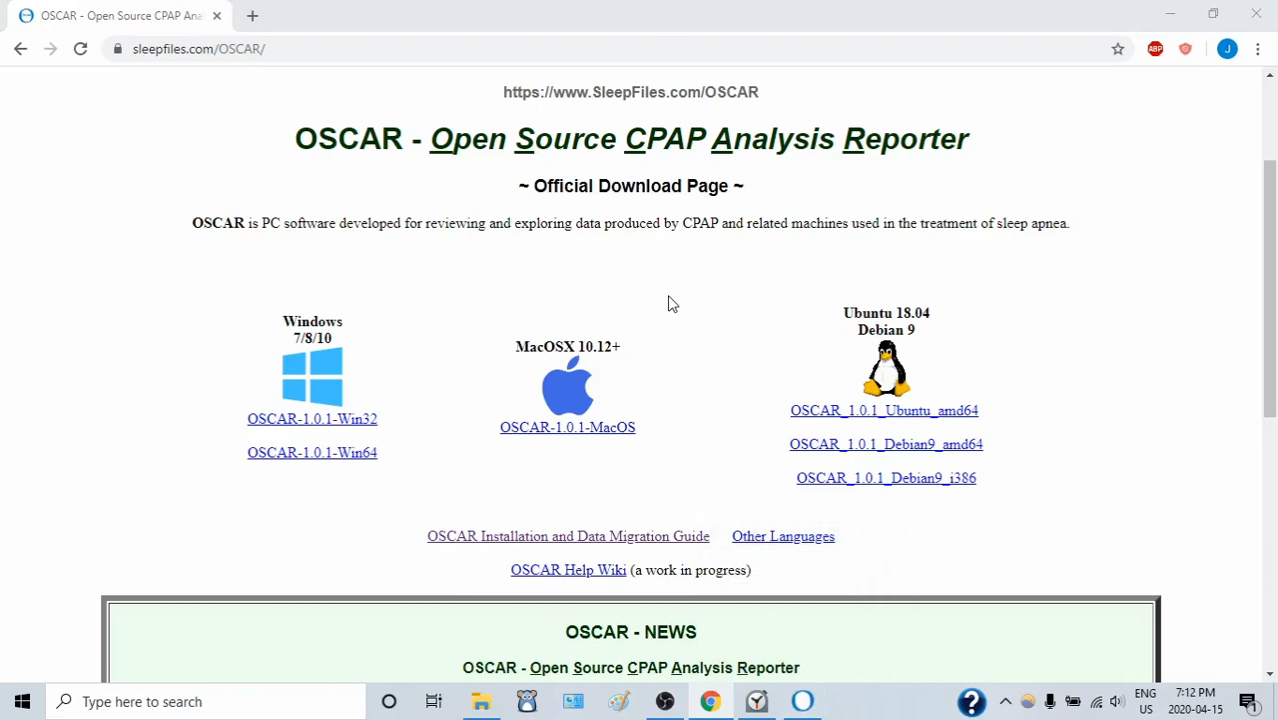 OSCAR - Open Source CPAP Ana
sleepfiles.com/OSCAR/
ABP
J
https://www.SleepFiles.com/OSCAR
OSCAR - Open Source CPAP Analysis Reporter
~ Official Download Page ~
OSCAR is PC software developed for reviewing and exploring data produced by CPAP and related machines used in the treatment of sleep apnea.
Windows
7/8/10
OSCAR-1.0.1-Win32
OSCAR-1.0.1-Win64
MacOSX 10.12+
OSCAR-1.0.1-MacOS
Ubuntu 18.04
Debian 9
OSCAR_1.0.1_Ubuntu_amd64
OSCAR_1.0.1_Debian9_amd64
OSCAR_1.0.1_Debian9_i386
OSCAR Installation and Data Migration Guide Other Languages
OSCAR Help Wiki (a work in progress)
OSCAR - NEWS
OSCAR - Open Source CPAP Analysis Reporter
Type here to search
ENG
US
7:12 PM
2020-04-15
1